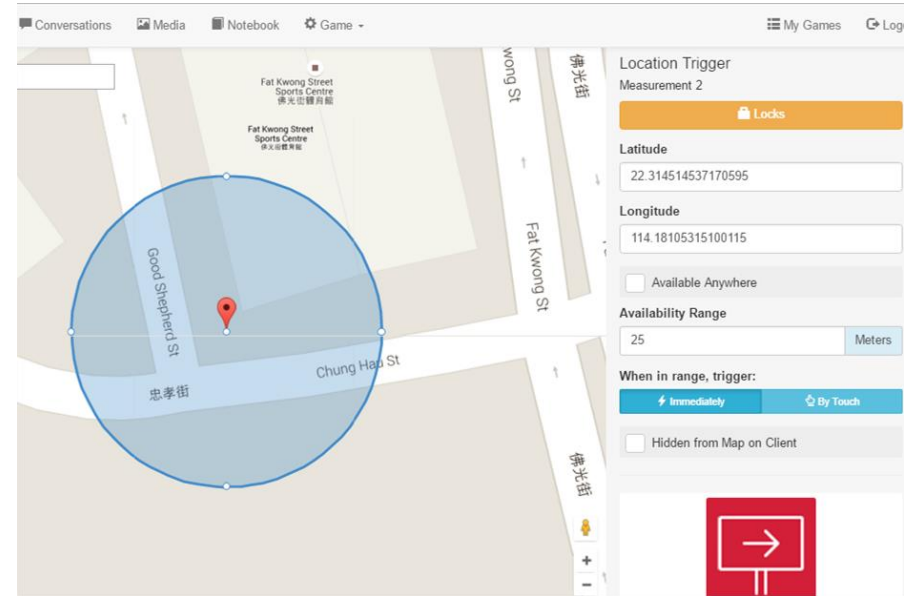 Conversations Media Notebook Game My Games
Fat Kwong Street
Sports Centre
佛光街體育館
Fat Kwong Street
Sports Centre
佛光街體育館
佛光街
Good Shepherd St
Fat Kwong St
Chung Hau St
忠孝街
佛光街
+
−
Location Trigger
Measurement 2
Locks
Latitude
22.314514537170595
Longitude
114.18105315100115
Available Anywhere
Availability Range
25 Meters
When in range, trigger:
Immediately By Touch
Hidden from Map on Client